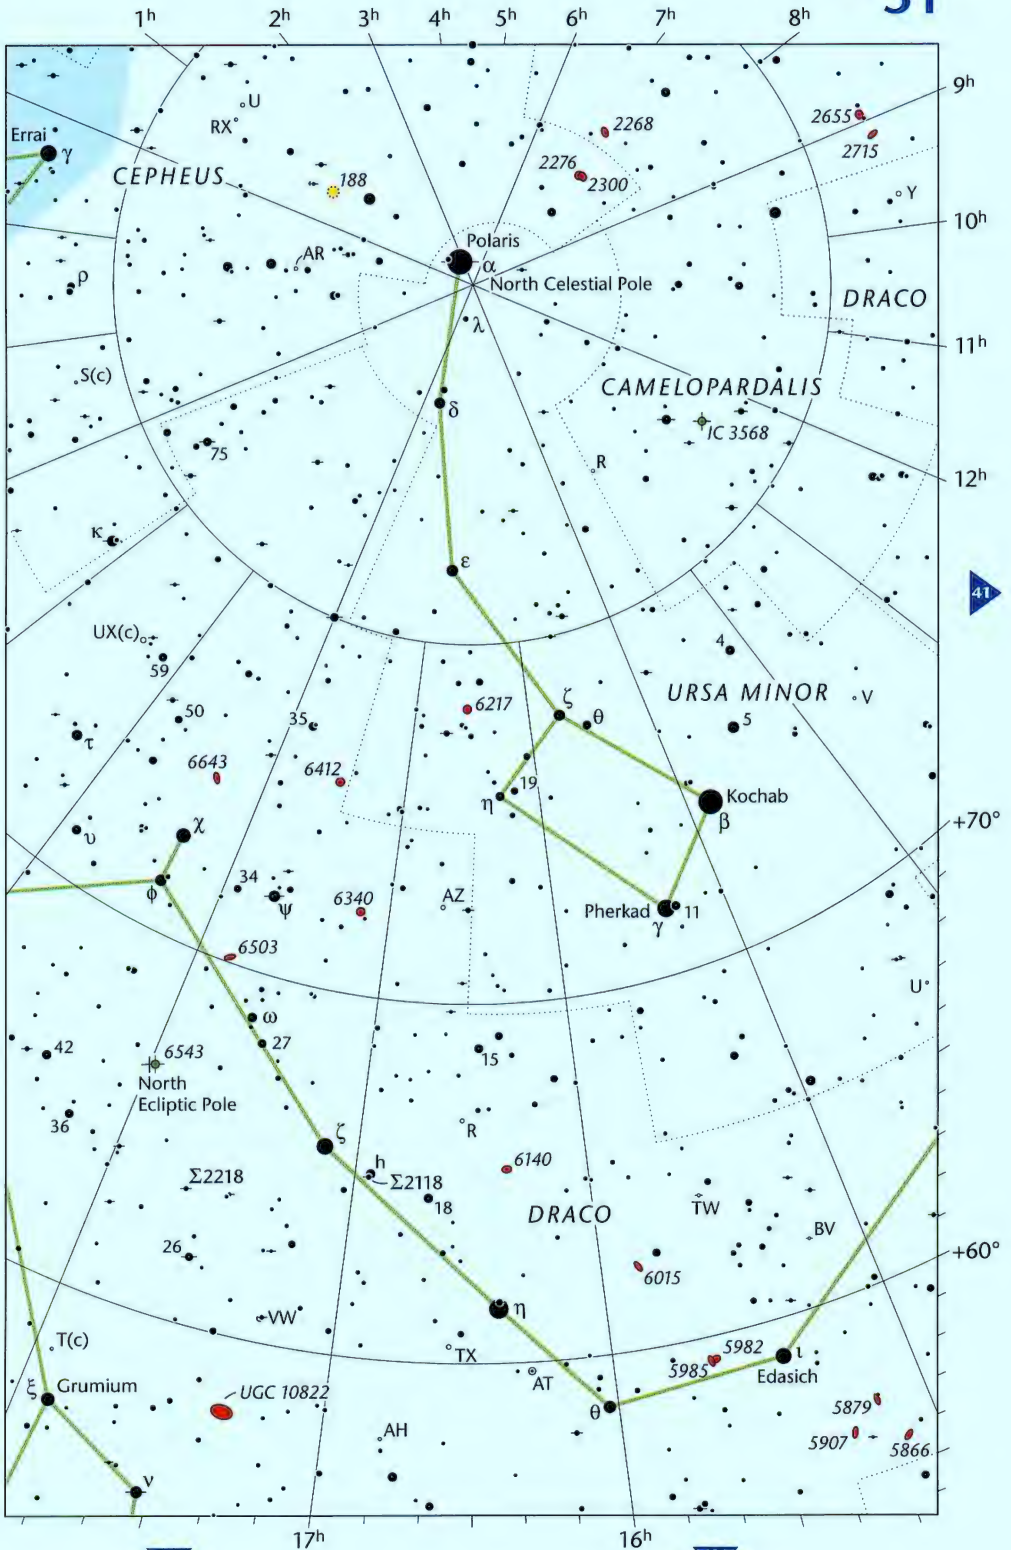 51
1h
2h
3h
4h
5h
6h
7h
8h
9h
U
RX
2268
2655
2715
Errai
γ
CEPHEUS
188
2276
2300
Y
10h
Polaris
α
AR
ρ
North Celestial Pole
DRACO
λ
11h
S(c)
CAMELOPARDALIS
δ
IC 3568
75
R
12h
κ
ε
41
UX(c)
59
4
URSA MINOR
V
50
35
6217
ζ
θ
5
τ
6643
6412
19
η
Kochab
β
+70°
υ
χ
φ
34
ψ
6340
AZ
Pherkad
γ
11
6503
U
ω
27
42
6543
North
Ecliptic Pole
15
36
ζ
R
h
Σ2118
6140
Σ2218
18
DRACO
TW
BV
26
6015
+60°
VW
η
T(c)
TX
5982
5985
ι
Edasich
AT
ξ
Grumium
UGC 10822
θ
5879
5907
5866
AH
ν
17h
16h